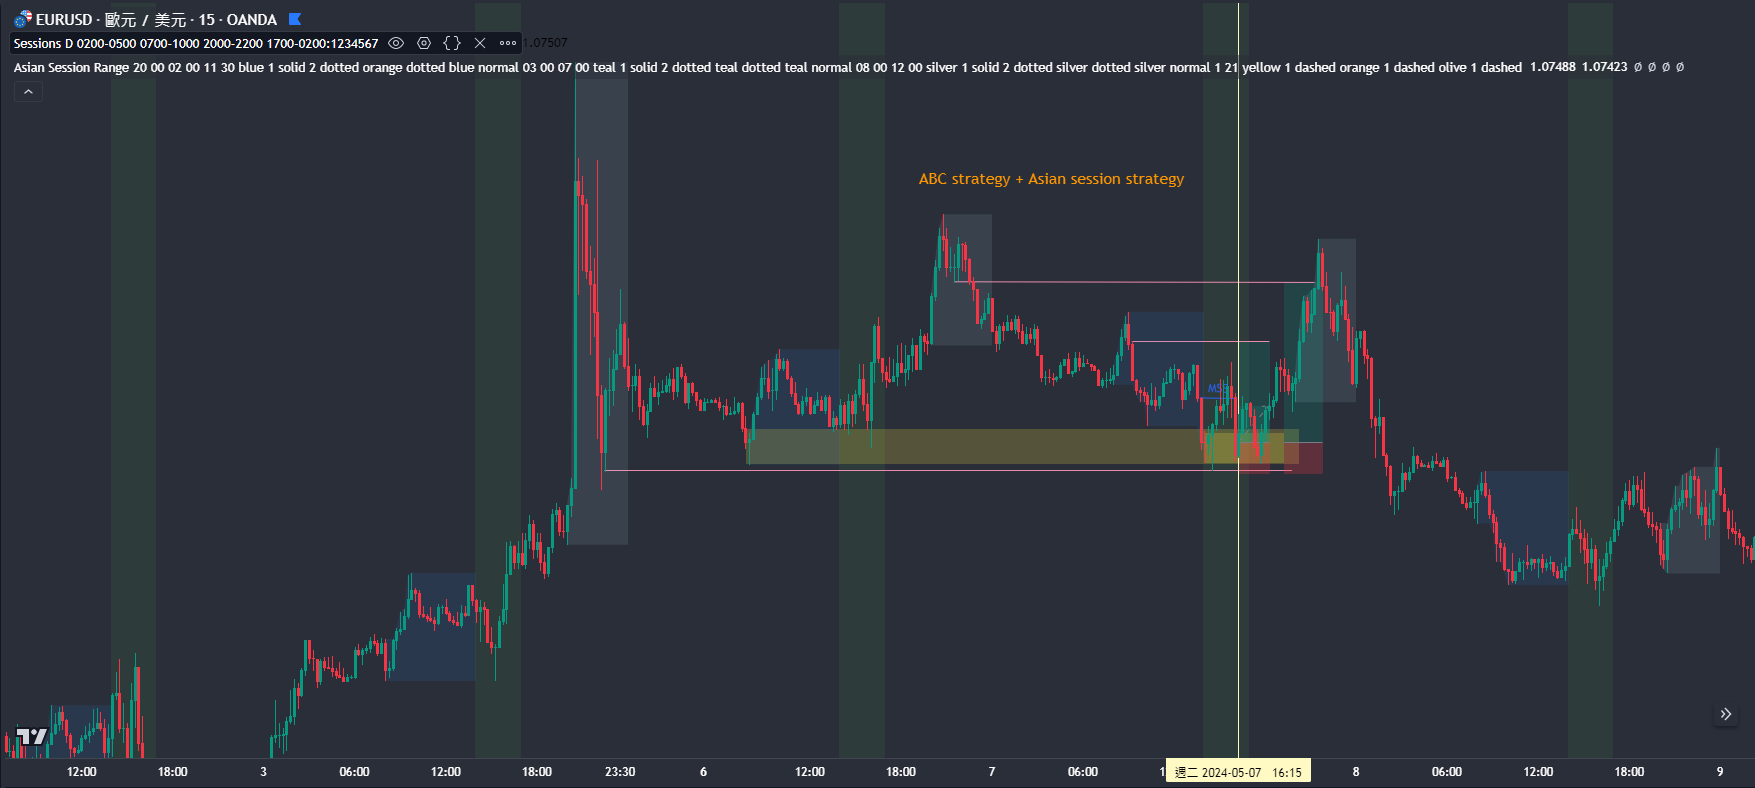 EURUSD · 歐元 / 美元 · 15 · OANDA
Sessions D 0200-0500 0700-1000 2000-2200 1700-0200:1234567 1.07507
Asian Session Range 20 00 02 00 11 30 blue 1 solid 2 dotted orange dotted blue normal 03 00 07 00 teal 1 solid 2 dotted teal dotted teal normal 08 00 12 00 silver 1 solid 2 dotted silver dotted silver normal 1 21 yellow 1 dashed orange 1 dashed olive 1 dashed 1.07488 1.07423 ∅ ∅ ∅ ∅
ABC strategy + Asian session strategy
12:00 18:00 3 06:00 12:00 18:00 23:30 6 12:00 18:00 7 06:00 週二 2024-05-07 16:15 8 06:00 12:00 18:00 9